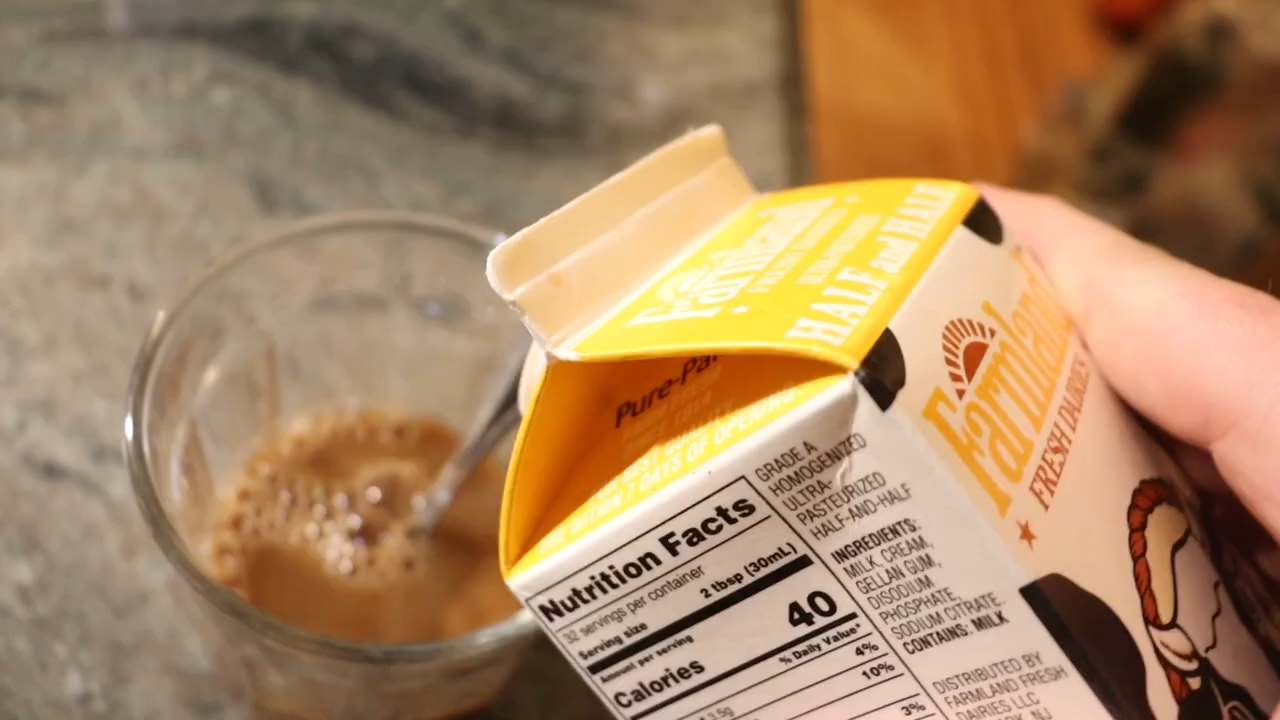 Farmland
FRESH DAIRIES
HALF and HALF
Pure-Pak
BEST QUALITY
WITHIN 7 DAYS OF OPENING
Nutrition Facts
32 servings per container
Serving size 2 tbsp (30mL)
Amount per serving
Calories 40
% Daily Value*
4%
10%
3%
GRADE A
HOMOGENIZED
ULTRA-
PASTEURIZED
HALF-AND-HALF
INGREDIENTS:
MILK, CREAM,
GELLAN GUM,
DISODIUM
PHOSPHATE,
SODIUM CITRATE.
CONTAINS: MILK
DISTRIBUTED BY
FARMLAND FRESH
DAIRIES LLC
NJ
Farmland
FRESH DAIRIES